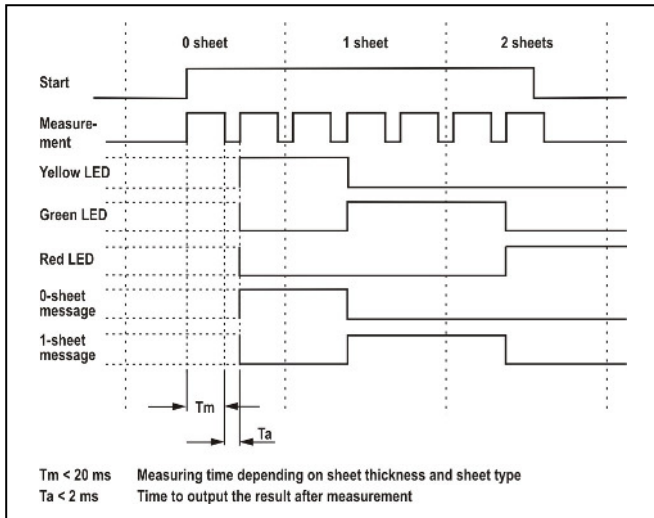 0 sheet 1 sheet 2 sheets
Start
Measure-
ment
Yellow LED
Green LED
Red LED
0-sheet
message
1-sheet
message
Tm
Ta
Tm < 20 ms Measuring time depending on sheet thickness and sheet type
Ta < 2 ms Time to output the result after measurement